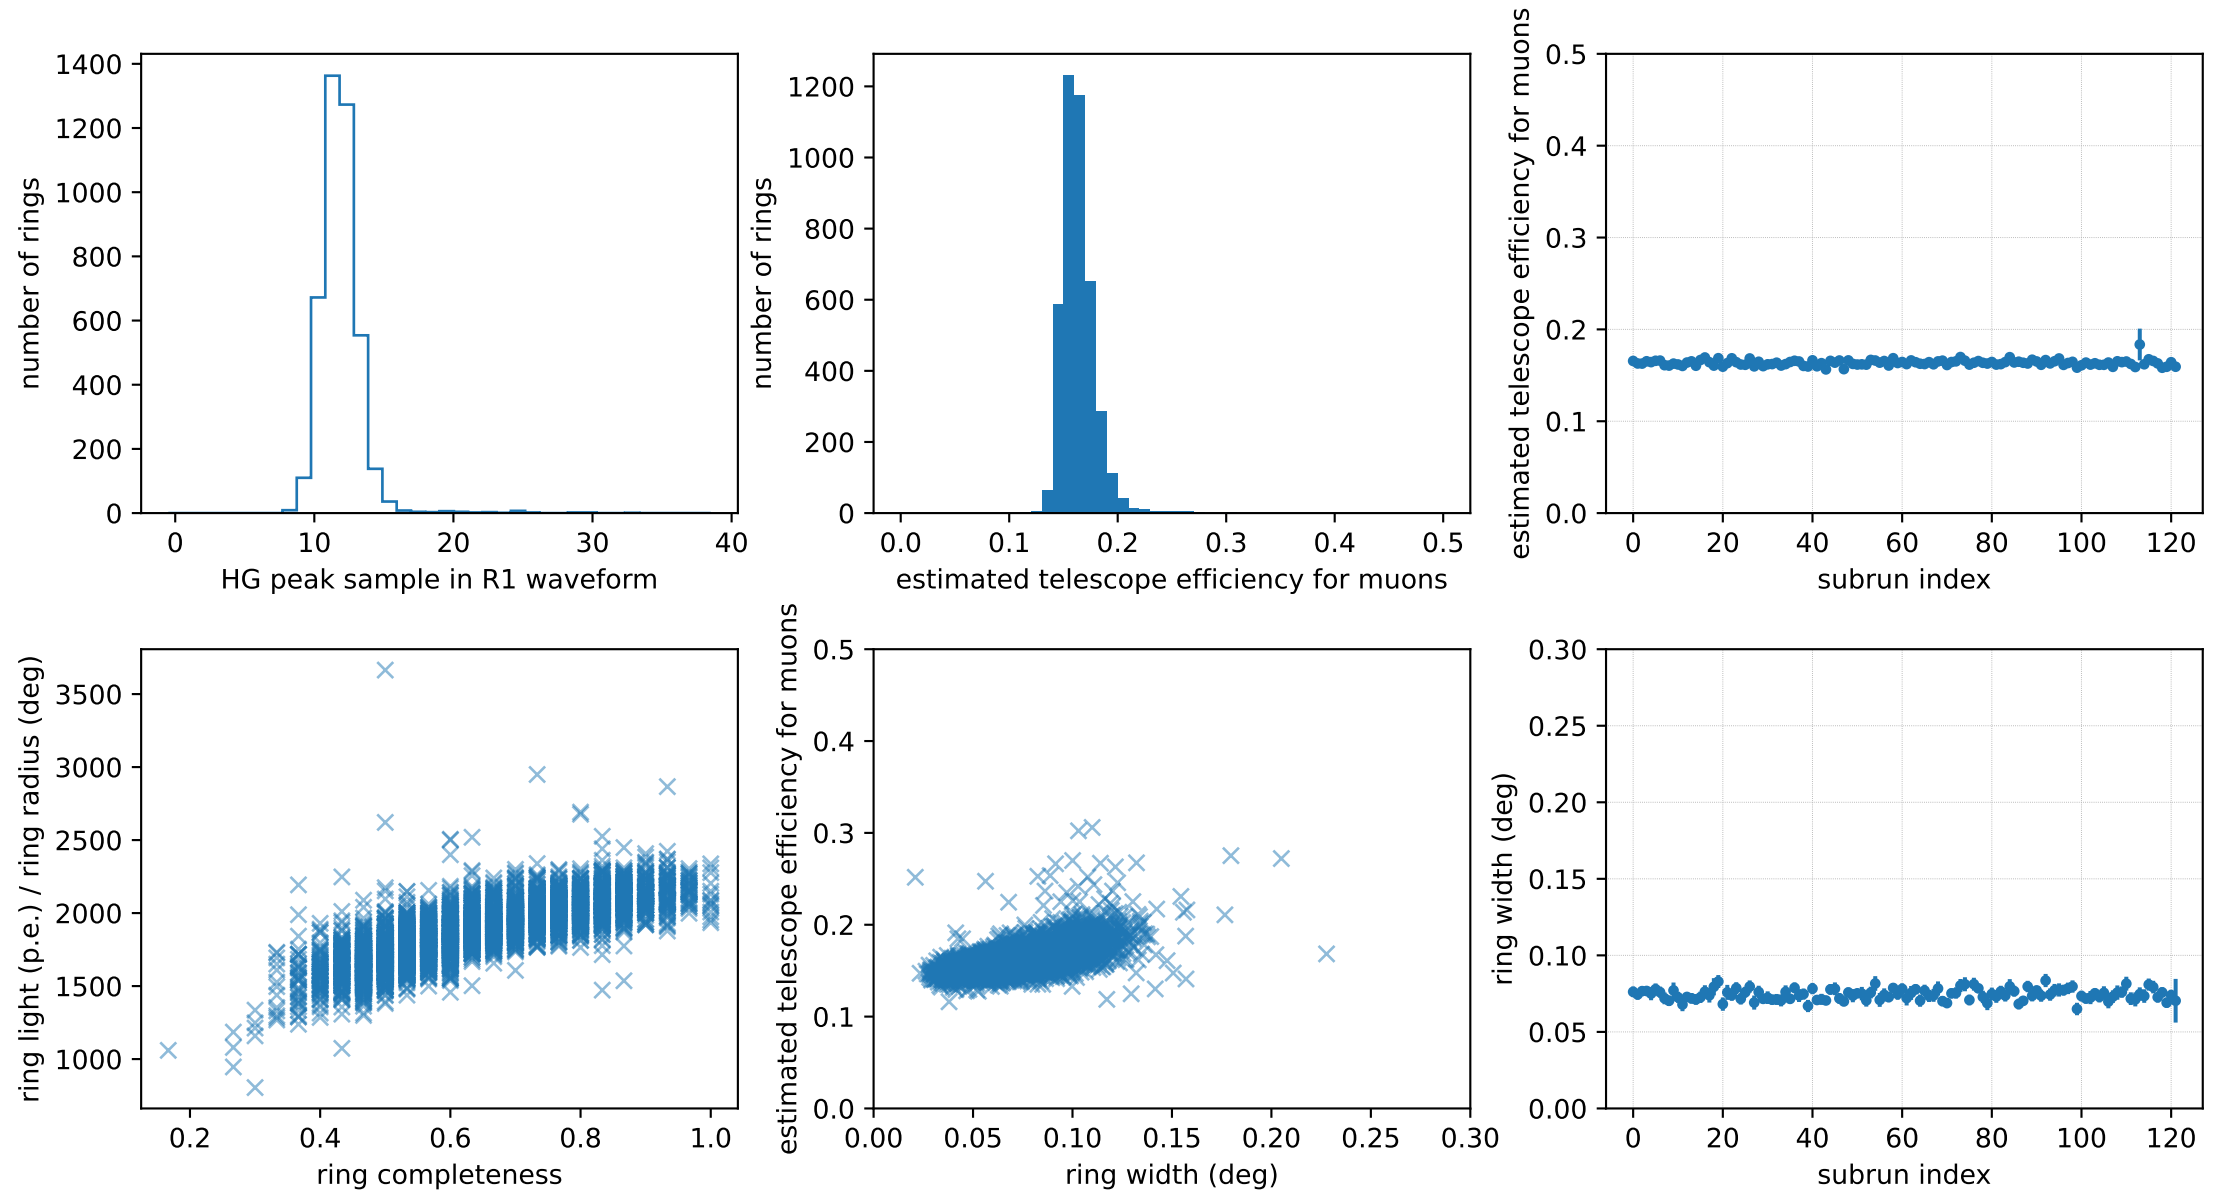 number of rings
1400
1200
1000
800
600
400
200
0
0 10 20 30 40
HG peak sample in R1 waveform
number of rings
1200
1000
800
600
400
200
0
0.0 0.1 0.2 0.3 0.4 0.5
estimated telescope efficiency for muons
estimated telescope efficiency for muons
0.5
0.4
0.3
0.2
0.1
0.0
0 20 40 60 80 100 120
subrun index
ring light (p.e.) / ring radius (deg)
3500
3000
2500
2000
1500
1000
0.2 0.4 0.6 0.8 1.0
ring completeness
estimated telescope efficiency for muons
0.5
0.4
0.3
0.2
0.1
0.0
0.00 0.05 0.10 0.15 0.20 0.25 0.30
ring width (deg)
ring width (deg)
0.30
0.25
0.20
0.15
0.10
0.05
0.00
0 20 40 60 80 100 120
subrun index